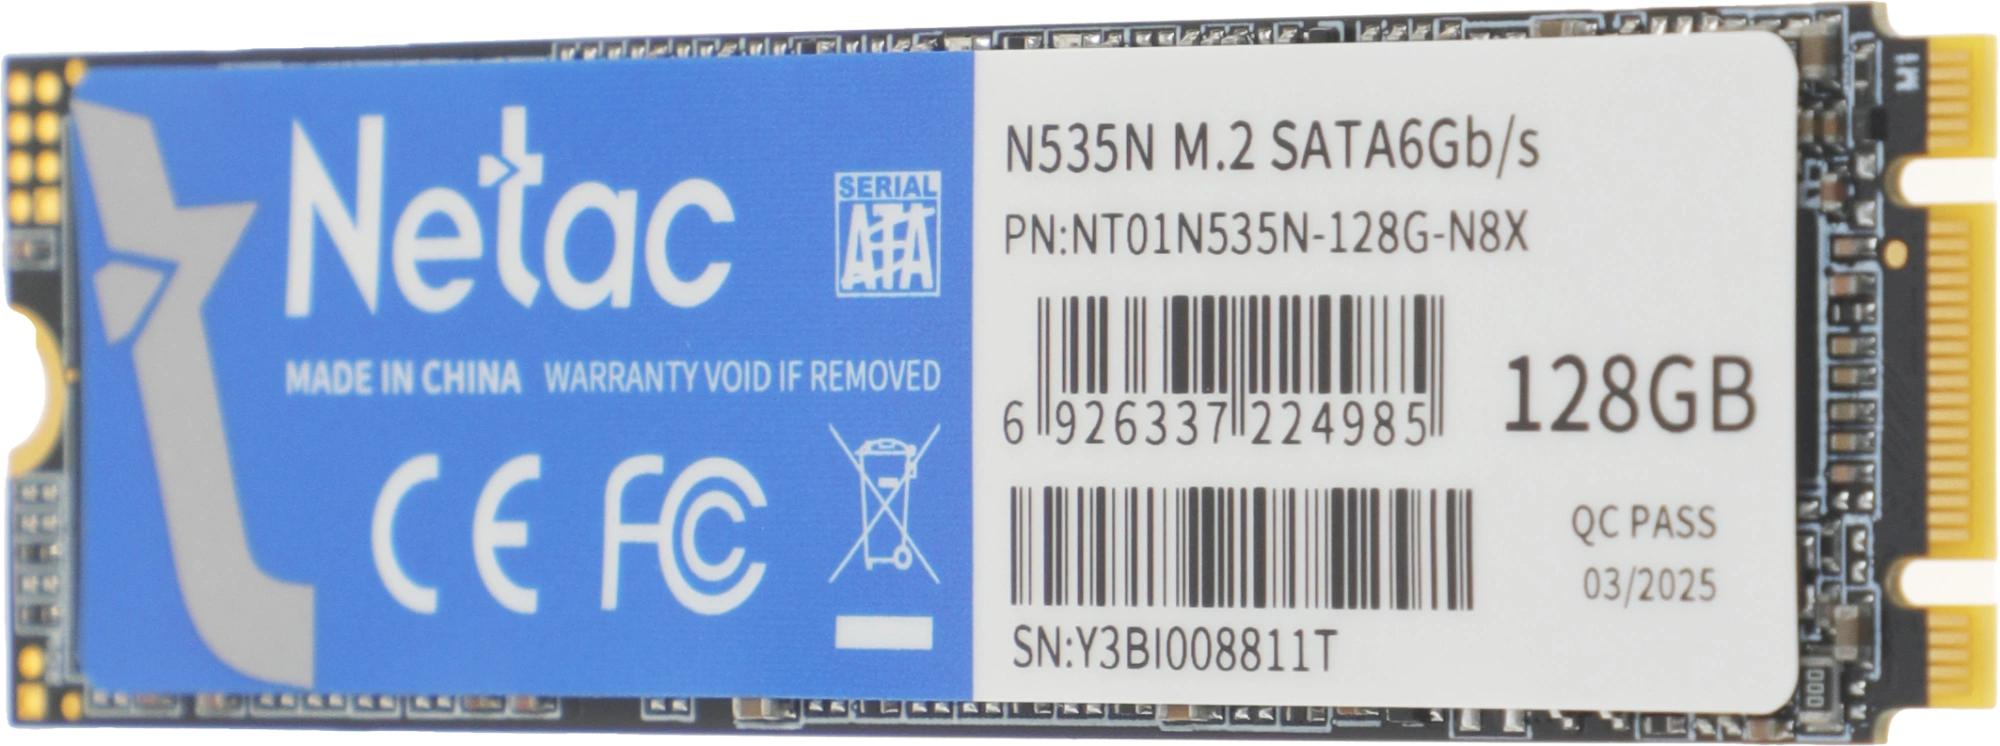 Netac
SERIAL
ATA
MADE IN CHINA WARRANTY VOID IF REMOVED
CE FC
N535N M.2 SATA6Gb/s
PN:NT01N535N-128G-N8X
6 926337 224985
128GB
QC PASS
03/2025
SN:Y3BI008811T
M1
000